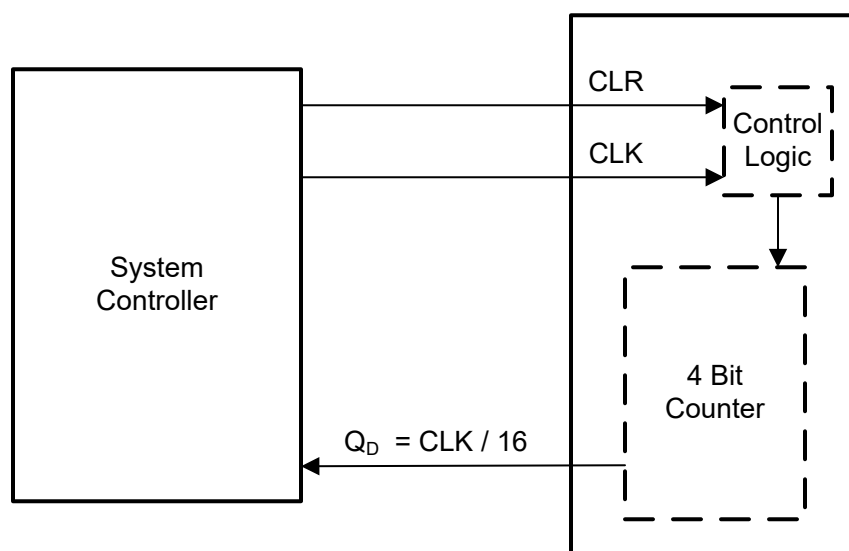 CLR
Control
Logic
CLK
System
Controller
4 Bit
Counter
Q_D = CLK / 16